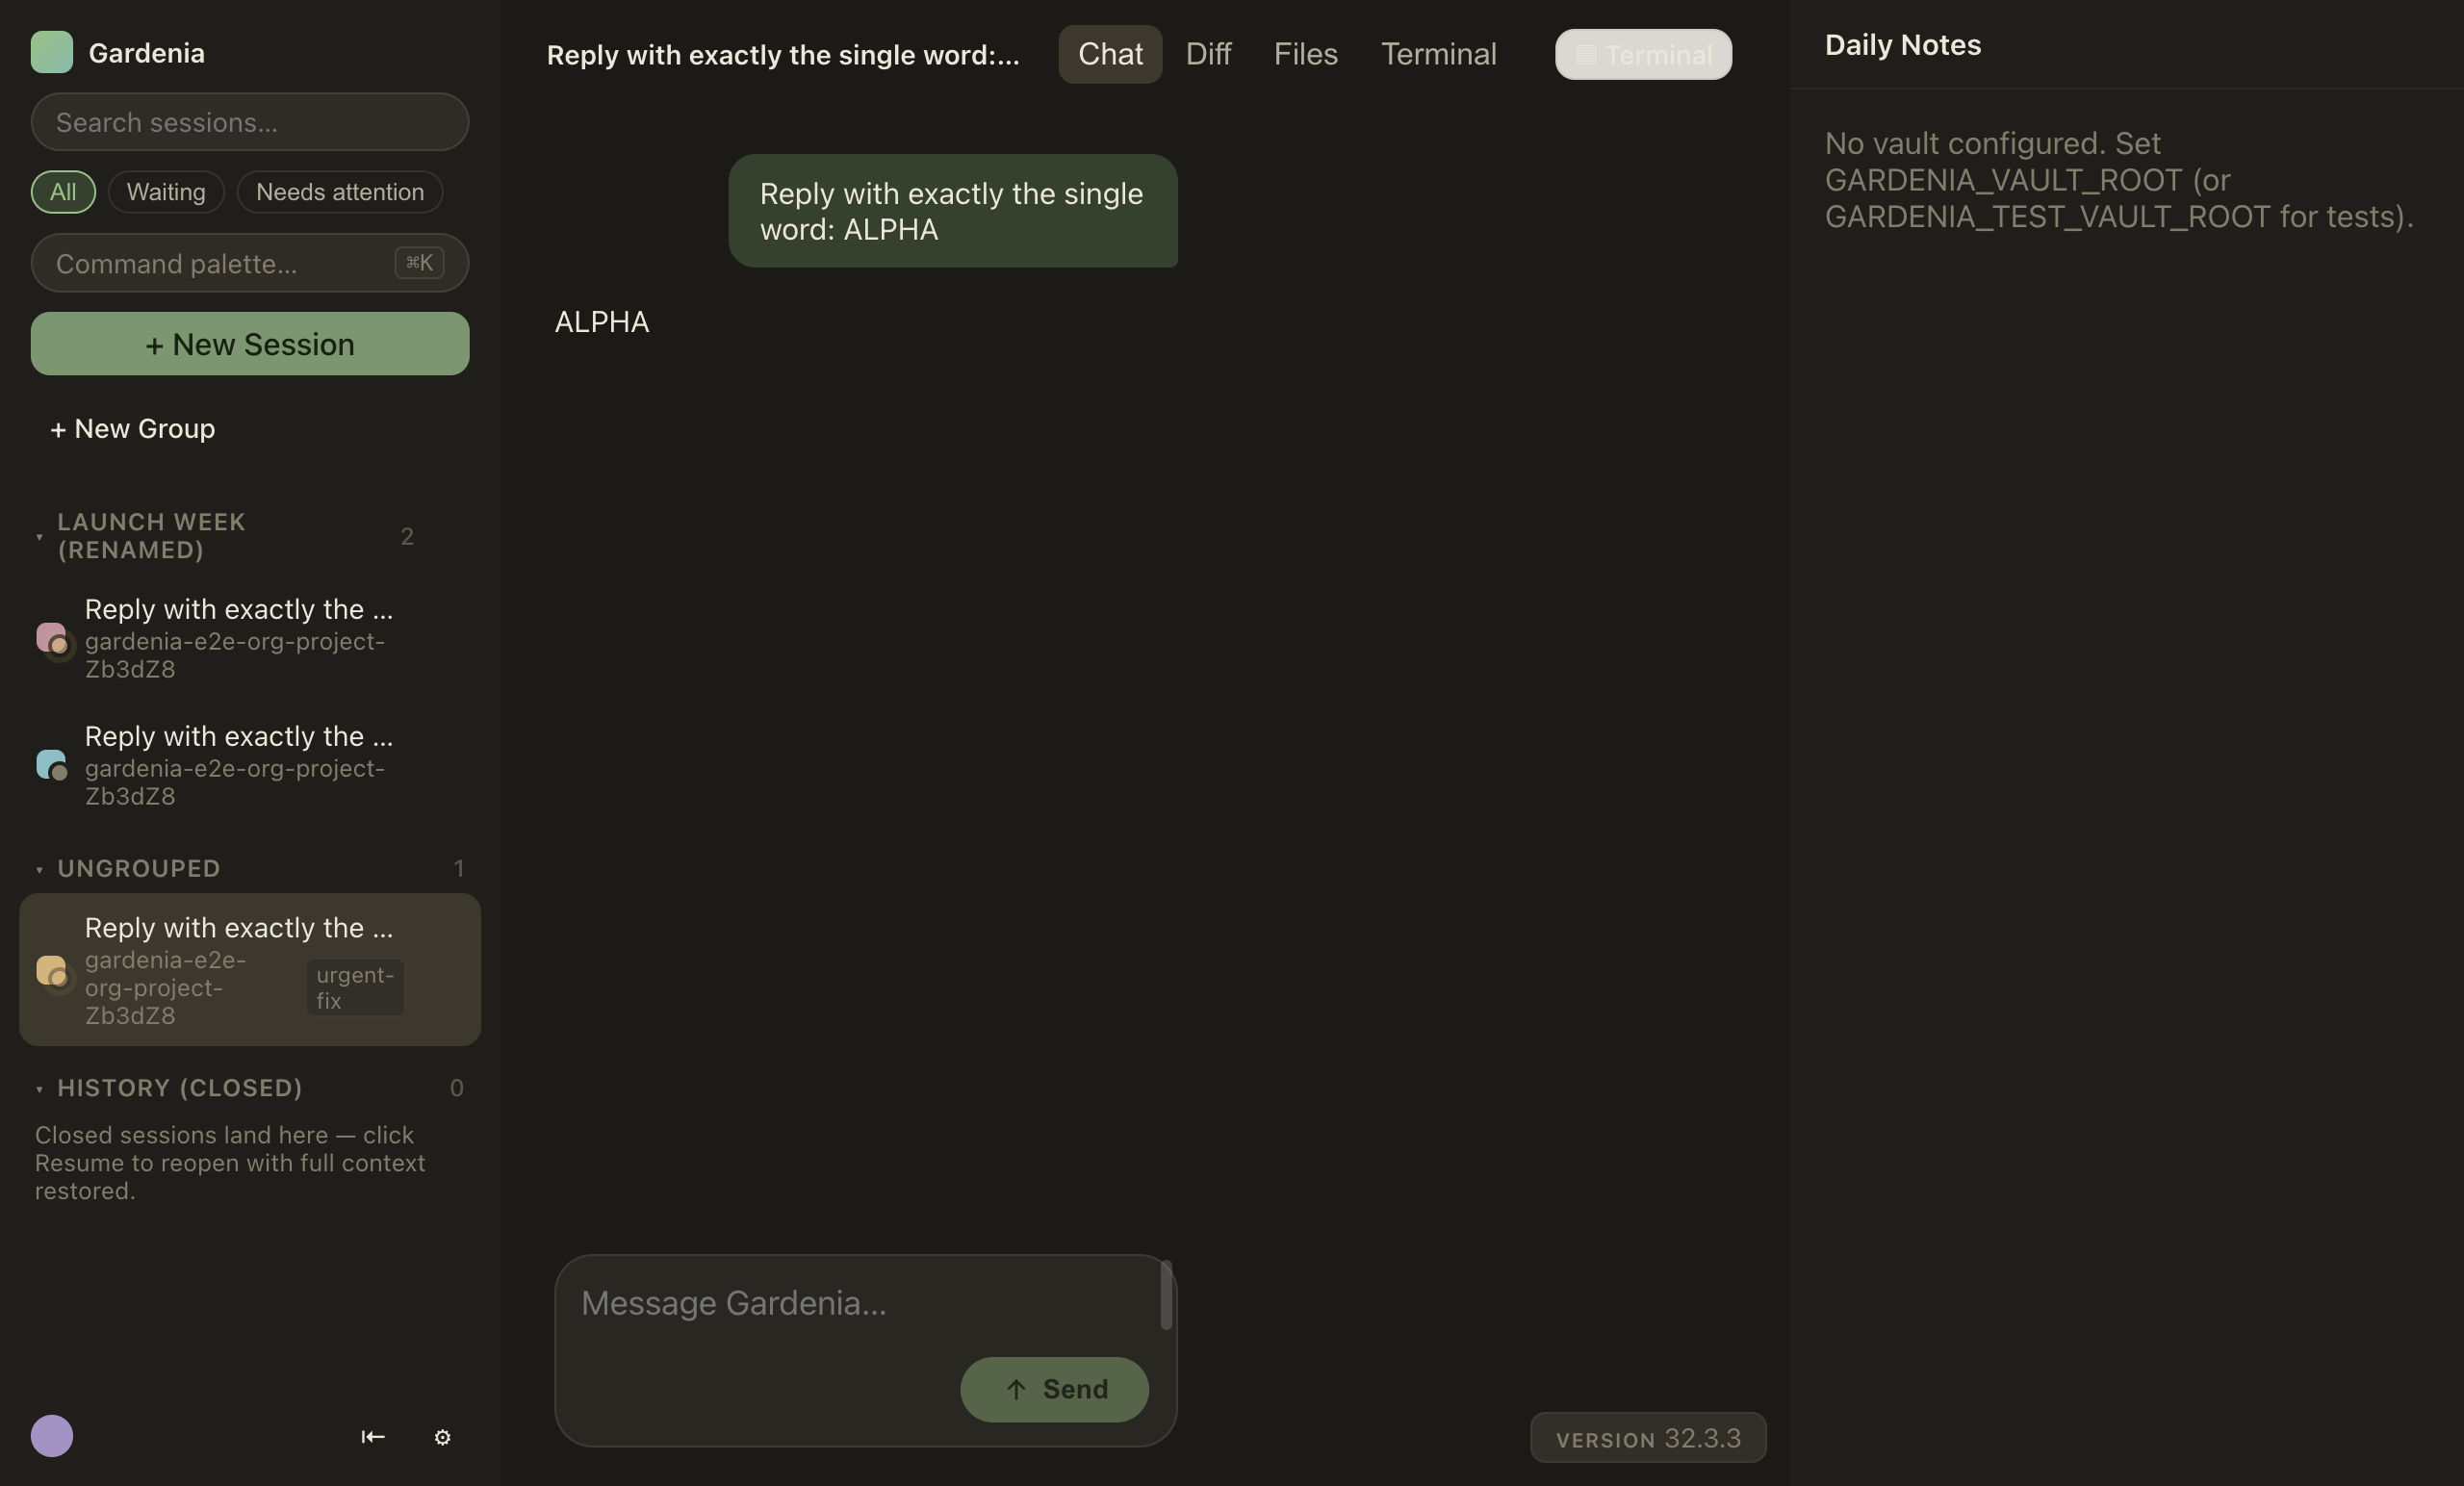 Gardenia
Search sessions...
All
Waiting
Needs attention
Command palette...
⌘K
+ New Session
+ New Group
▾ LAUNCH WEEK
(RENAMED)
2
Reply with exactly the ...
gardenia-e2e-org-project-
Zb3dZ8
Reply with exactly the ...
gardenia-e2e-org-project-
Zb3dZ8
▾ UNGROUPED
1
Reply with exactly the ...
gardenia-e2e-
org-project-
Zb3dZ8
urgent-
fix
▾ HISTORY (CLOSED)
0
Closed sessions land here — click
Resume to reopen with full context
restored.
Reply with exactly the single word:...
Chat
Diff
Files
Terminal
▤ Terminal
Reply with exactly the single
word: ALPHA
ALPHA
Message Gardenia...
↑ Send
VERSION 32.3.3
Daily Notes
No vault configured. Set
GARDENIA_VAULT_ROOT (or
GARDENIA_TEST_VAULT_ROOT for tests).